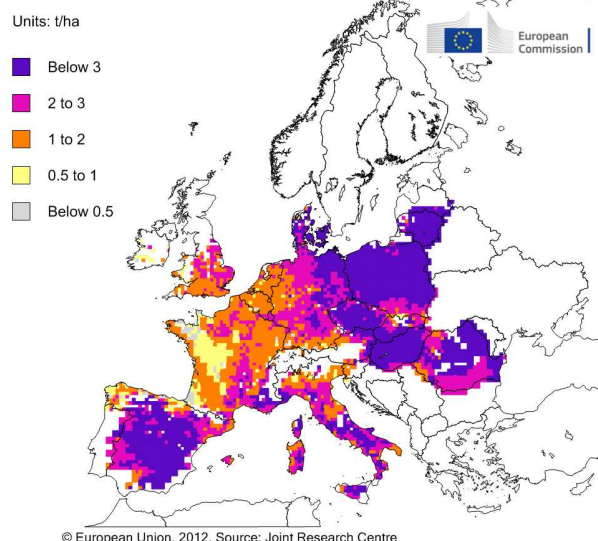 Units: t/ha
European
Commission
Below 3
2 to 3
1 to 2
0.5 to 1
Below 0.5
© European Union, 2012. Source: Joint Research Centre